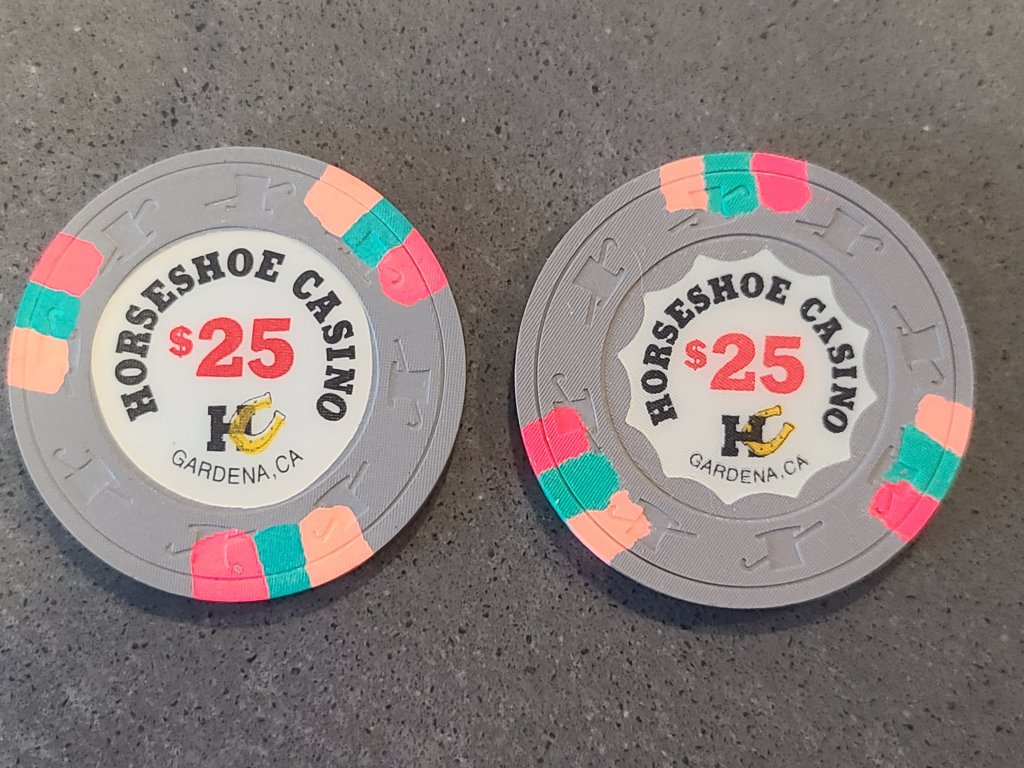 HORSESHOE CASINO
$25
HC
GARDENA, CA
HORSESHOE CASINO
$25
HC
GARDENA, CA